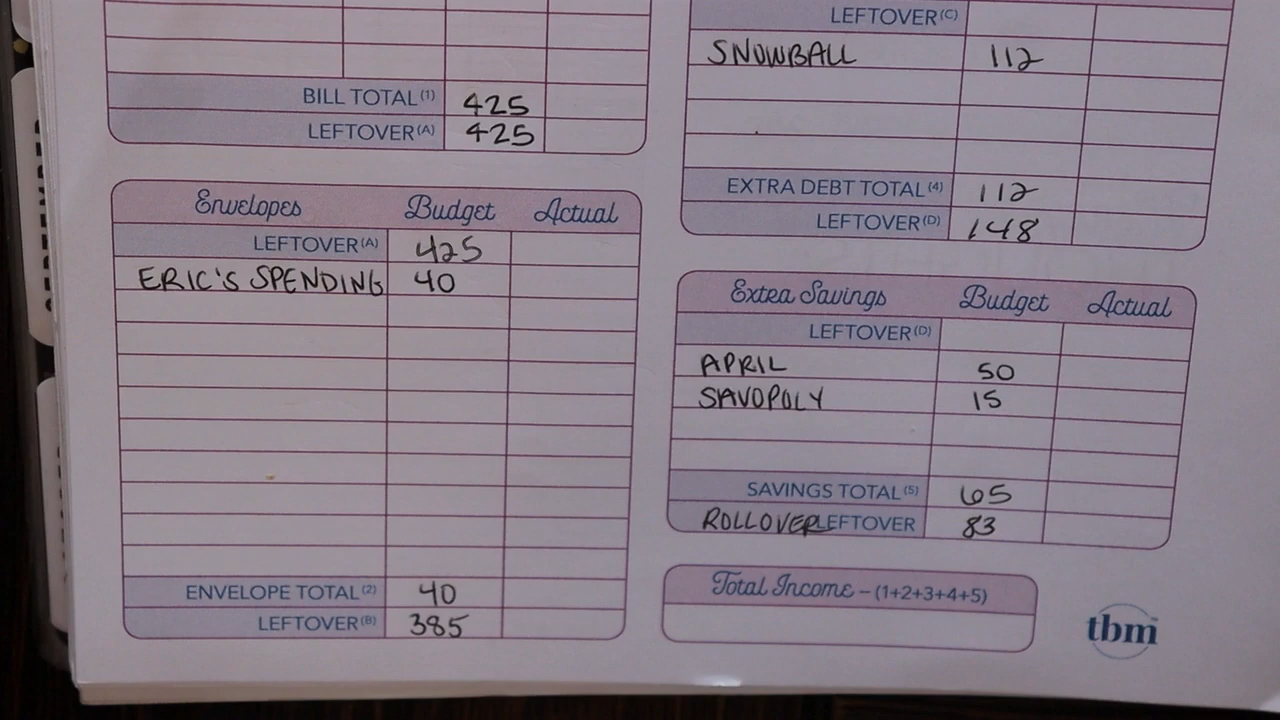 BILL TOTAL (1) 425
LEFTOVER (A) 425
Envelopes Budget Actual
LEFTOVER (A) 425
ERIC'S SPENDING 40
ENVELOPE TOTAL (2) 40
LEFTOVER (B) 385
LEFTOVER (C)
SNOWBALL 112
EXTRA DEBT TOTAL (4) 112
LEFTOVER (D) 148
Extra Savings Budget Actual
LEFTOVER (D)
APRIL 50
SAVOPOLY 15
SAVINGS TOTAL (5) 65
ROLLOVER LEFTOVER 83
Total Income – (1+2+3+4+5)
tbm